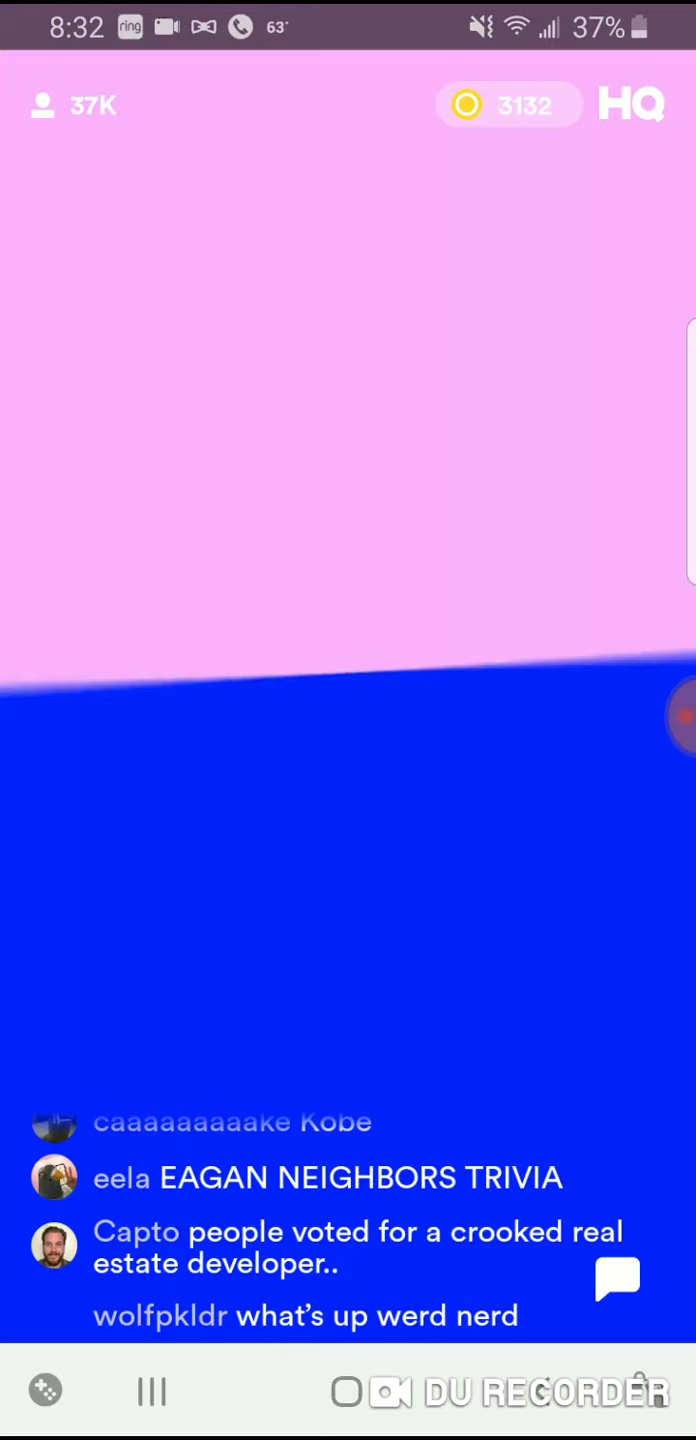 8:32 ring 63° 37%
37K 3132 HQ
caaaaaaaaake Kobe
eela EAGAN NEIGHBORS TRIVIA
Capto people voted for a crooked real
estate developer..
wolfpkldr what's up werd nerd
DU RECORDER